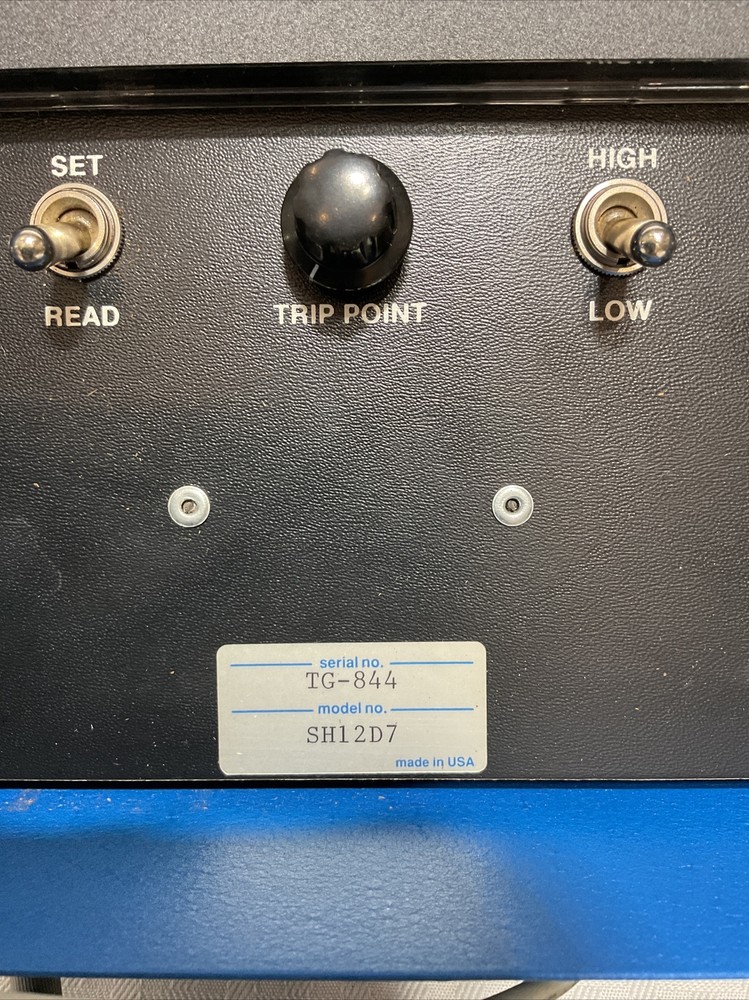 SET
HIGH
READ
TRIP POINT
LOW
serial no.
TG-844
model no.
SH12D7
made in USA